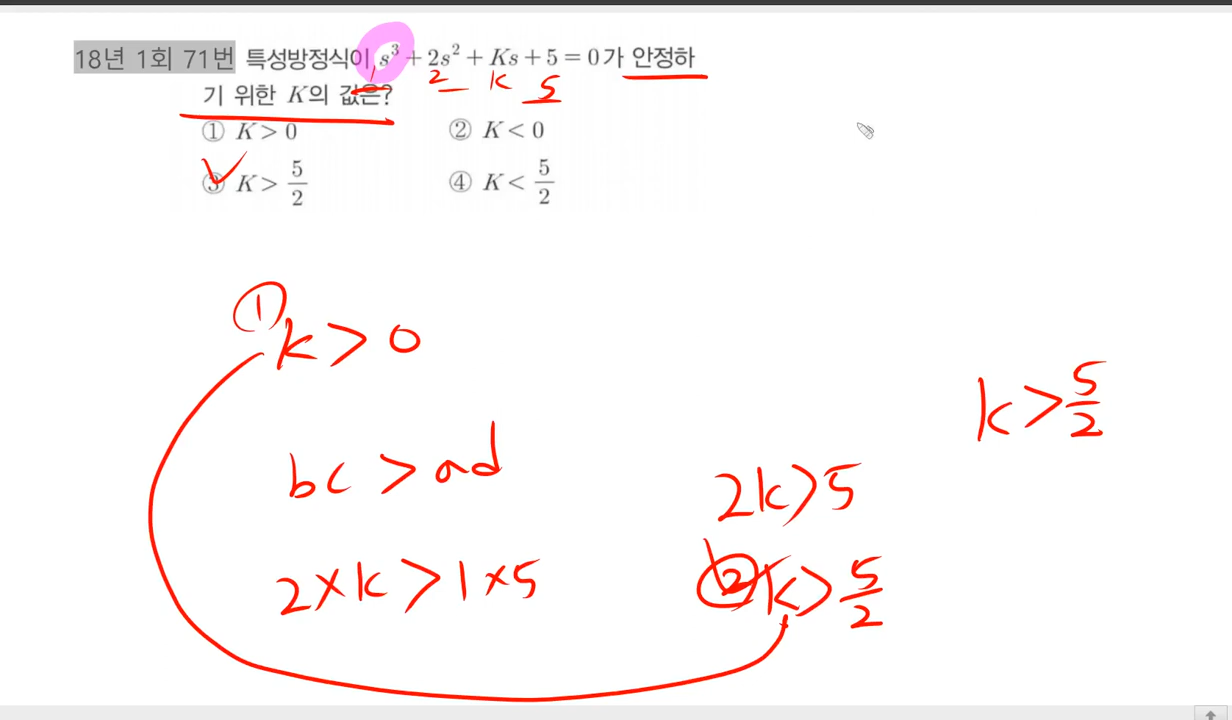 18년 1회 71번 특성방정식이 s³ + 2s² + Ks + 5 = 0가 안정하
1 2 K 5
기 위한 K의 값은?
① K > 0 ② K < 0
③ K > 5/2 ④ K < 5/2
① k > 0
k > 5/2
bc > ad
2k > 5
2 × k > 1 × 5
② k > 5/2